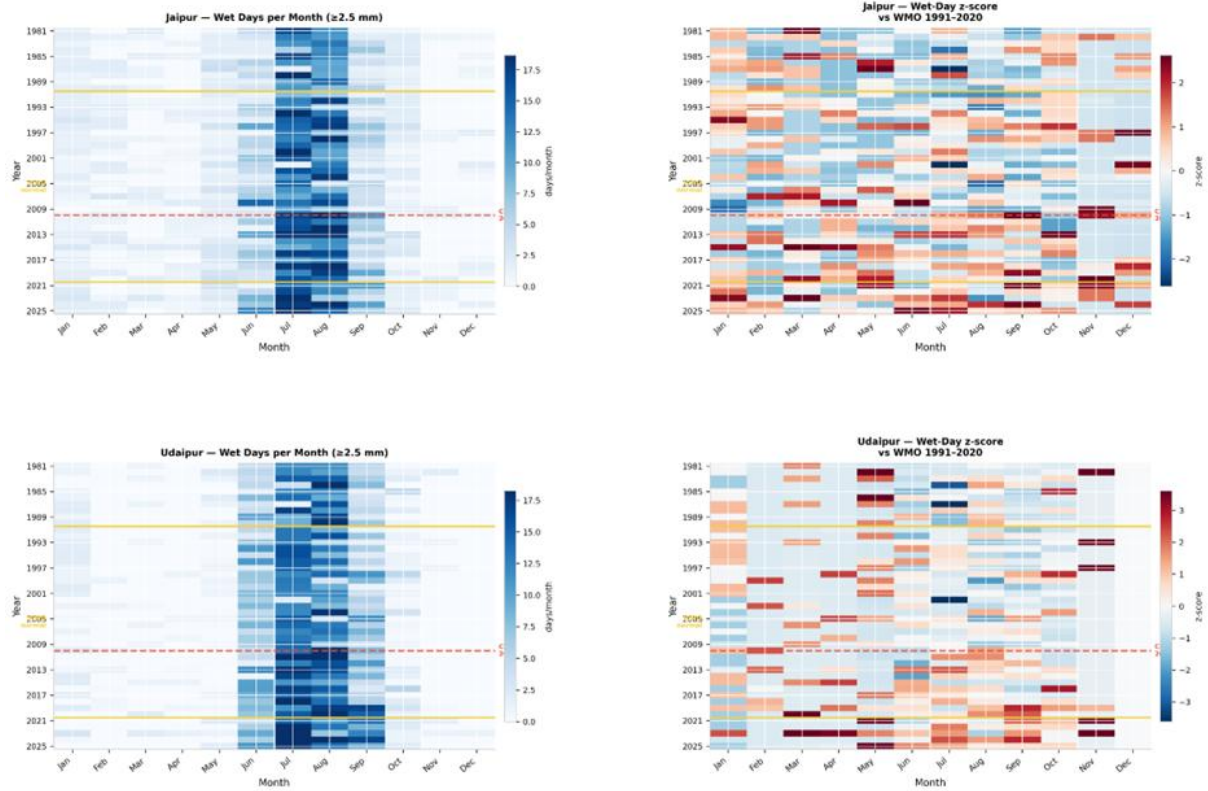 Jaipur — Wet Days per Month (≥2.5 mm)
Year
1981
1985
1989
1993
1997
2001
2005
2009
2013
2017
2021
2025
Jan
Feb
Mar
Apr
May
Jun
Jul
Aug
Sep
Oct
Nov
Dec
Month
17.5
15.0
12.5
10.0
7.5
5.0
2.5
0.0
days/month
Jaipur — Wet-Day z-score
vs WMO 1991–2020
Year
1981
1985
1989
1993
1997
2001
2005
2009
2013
2017
2021
2025
Jan
Feb
Mar
Apr
May
Jun
Jul
Aug
Sep
Oct
Nov
Dec
Month
2
1
0
−1
−2
z-score
Udaipur — Wet Days per Month (≥2.5 mm)
Year
1981
1985
1989
1993
1997
2001
2005
2009
2013
2017
2021
2025
Jan
Feb
Mar
Apr
May
Jun
Jul
Aug
Sep
Oct
Nov
Dec
Month
17.5
15.0
12.5
10.0
7.5
5.0
2.5
0.0
days/month
Udaipur — Wet-Day z-score
vs WMO 1991–2020
Year
1981
1985
1989
1993
1997
2001
2005
2009
2013
2017
2021
2025
Jan
Feb
Mar
Apr
May
Jun
Jul
Aug
Sep
Oct
Nov
Dec
Month
3
2
1
0
−1
−2
−3
z-score